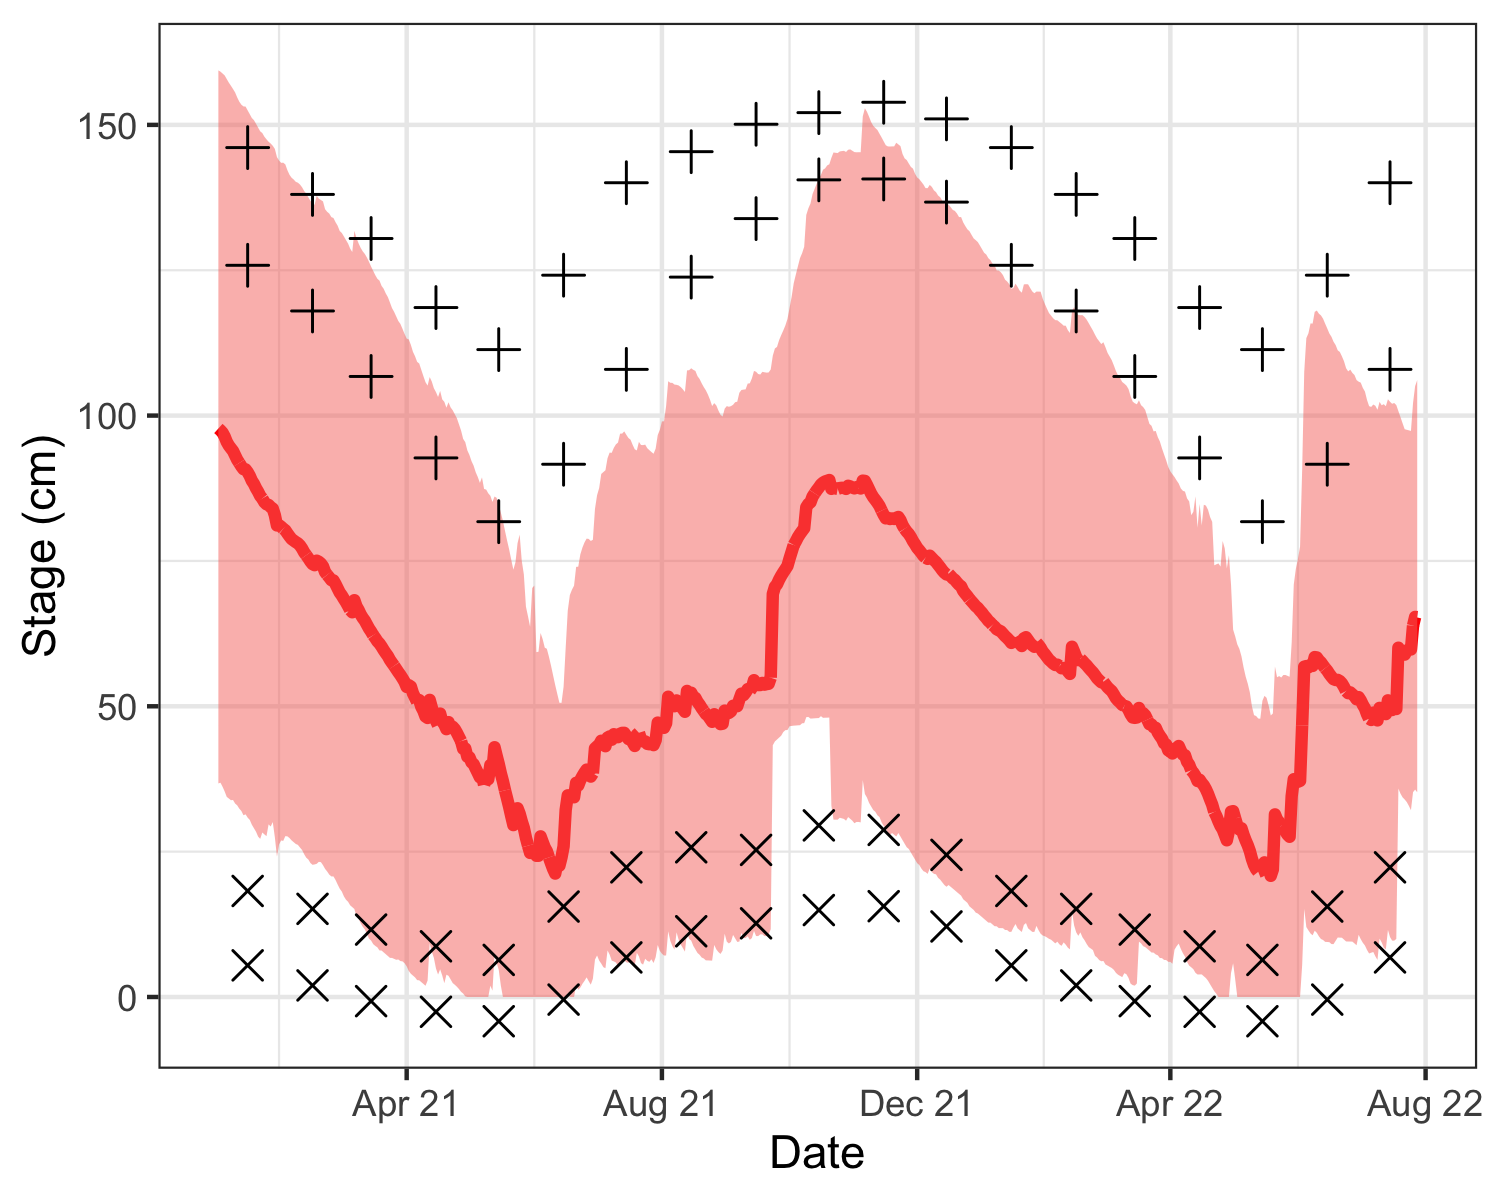 Stage (cm)
150
100
50
0
Apr 21
Aug 21
Dec 21
Apr 22
Aug 22
Date